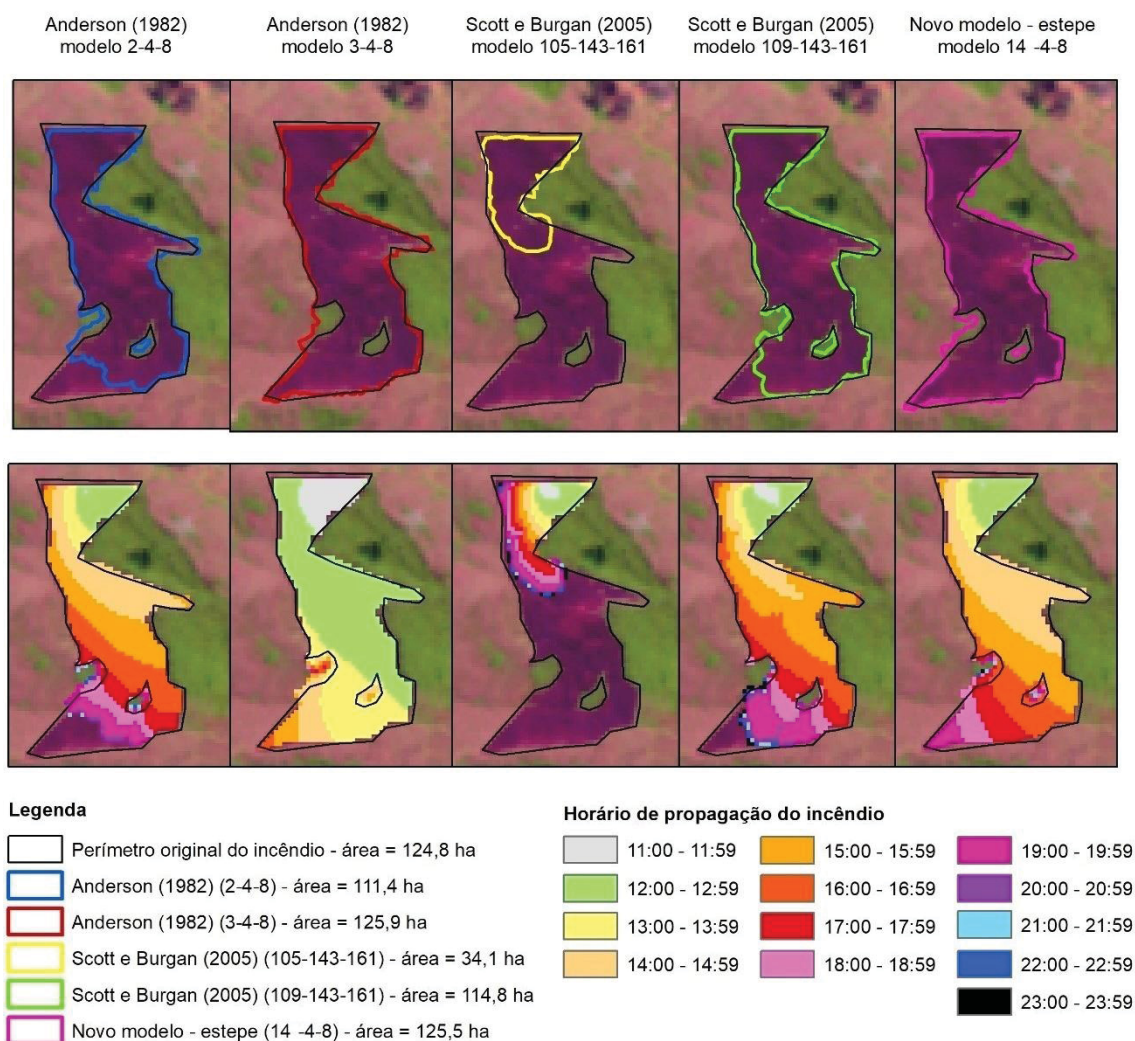 Anderson (1982)
modelo 2-4-8
Anderson (1982)
modelo 3-4-8
Scott e Burgan (2005)
modelo 105-143-161
Scott e Burgan (2005)
modelo 109-143-161
Novo modelo - estepe
modelo 14 -4-8
Legenda
Perímetro original do incêndio - área = 124,8 ha
Anderson (1982) (2-4-8) - área = 111,4 ha
Anderson (1982) (3-4-8) - área = 125,9 ha
Scott e Burgan (2005) (105-143-161) - área = 34,1 ha
Scott e Burgan (2005) (109-143-161) - área = 114,8 ha
Novo modelo - estepe (14 -4-8) - área = 125,5 ha
Horário de propagação do incêndio
11:00 - 11:59
12:00 - 12:59
13:00 - 13:59
14:00 - 14:59
15:00 - 15:59
16:00 - 16:59
17:00 - 17:59
18:00 - 18:59
19:00 - 19:59
20:00 - 20:59
21:00 - 21:59
22:00 - 22:59
23:00 - 23:59